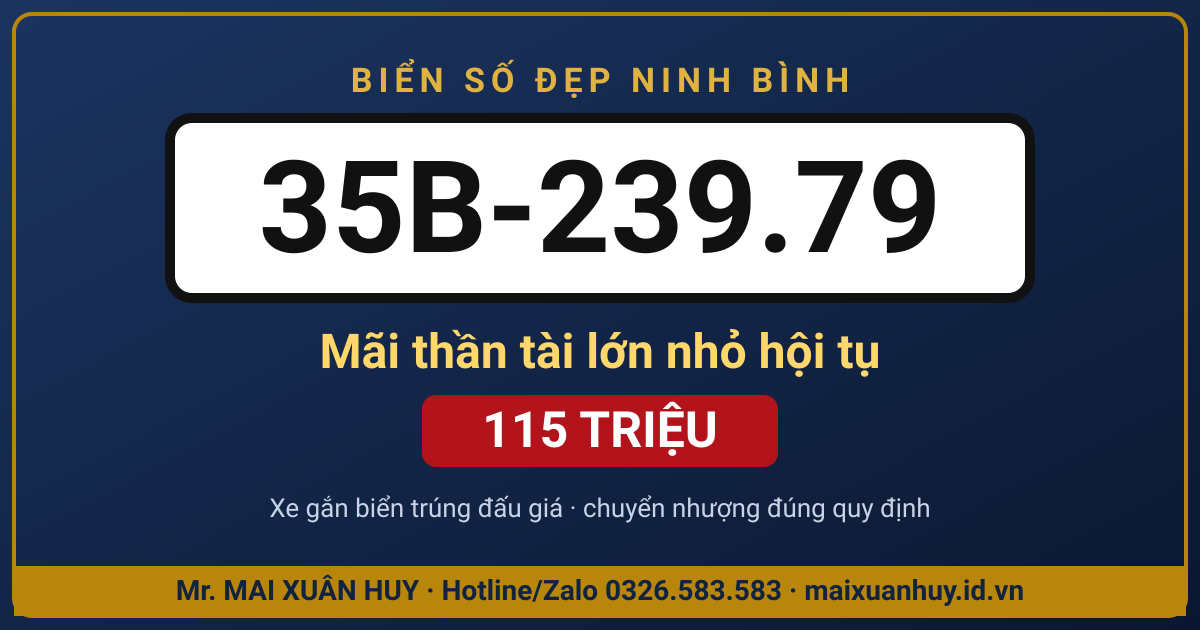 BIỂN SỐ ĐẸP NINH BÌNH
35B-239.79
Mãi thần tài lớn nhỏ hội tụ
115 TRIỆU
Xe gắn biển trúng đấu giá · chuyển nhượng đúng quy định
Mr. MAI XUÂN HUY · Hotline/Zalo 0326.583.583 · maixuanhuy.id.vn